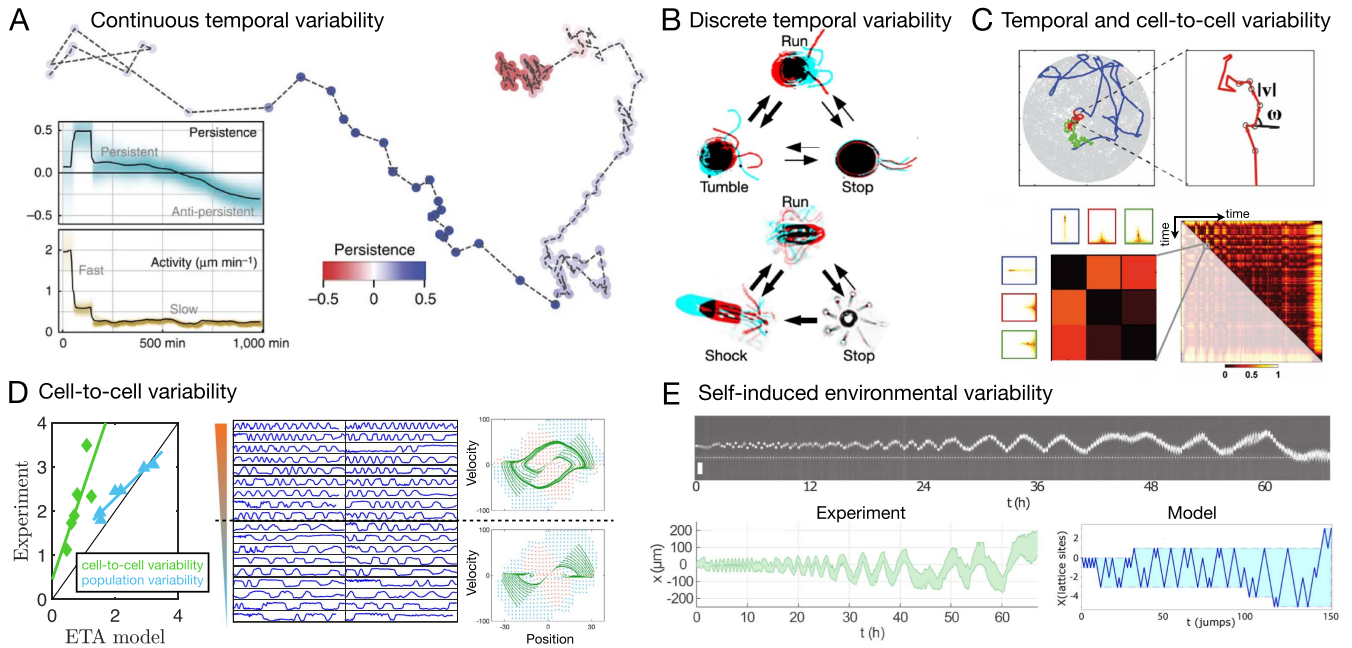 A Continuous temporal variability
0.5
0.0
−0.5
Persistence
Persistent
Anti-persistent
2
1
0
Activity (μm min⁻¹)
Fast
Slow
0
500 min
1,000 min
Persistence
−0.5
0
0.5
B Discrete temporal variability
Run
Tumble
Stop
Run
Shock
Stop
C Temporal and cell-to-cell variability
|v|
ω
time
time
0 0.5 1
D Cell-to-cell variability
4
3
2
1
0
Experiment
cell-to-cell variability
population variability
0 2 4
ETA model
100
0
-100
Velocity
100
0
-100
Velocity
-30 0 30
Position
E Self-induced environmental variability
0 12 24 36 48 60
t (h)
Experiment
200
100
0
-100
-200
x (μm)
0 10 20 30 40 50 60
t (h)
Model
2
0
-2
-4
X(lattice sites)
0 50 100 150
t (jumps)